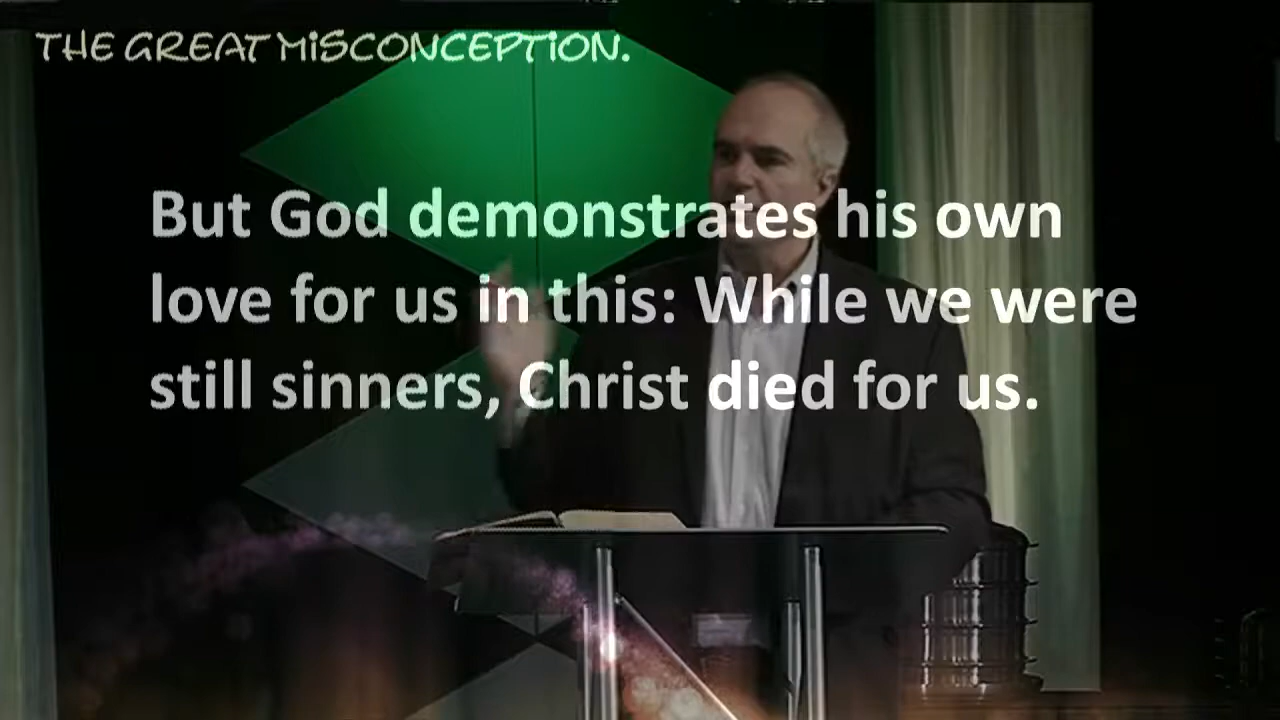 THE GREAT MISCONCEPTION.
But God demonstrates his own
love for us in this: While we were
still sinners, Christ died for us.